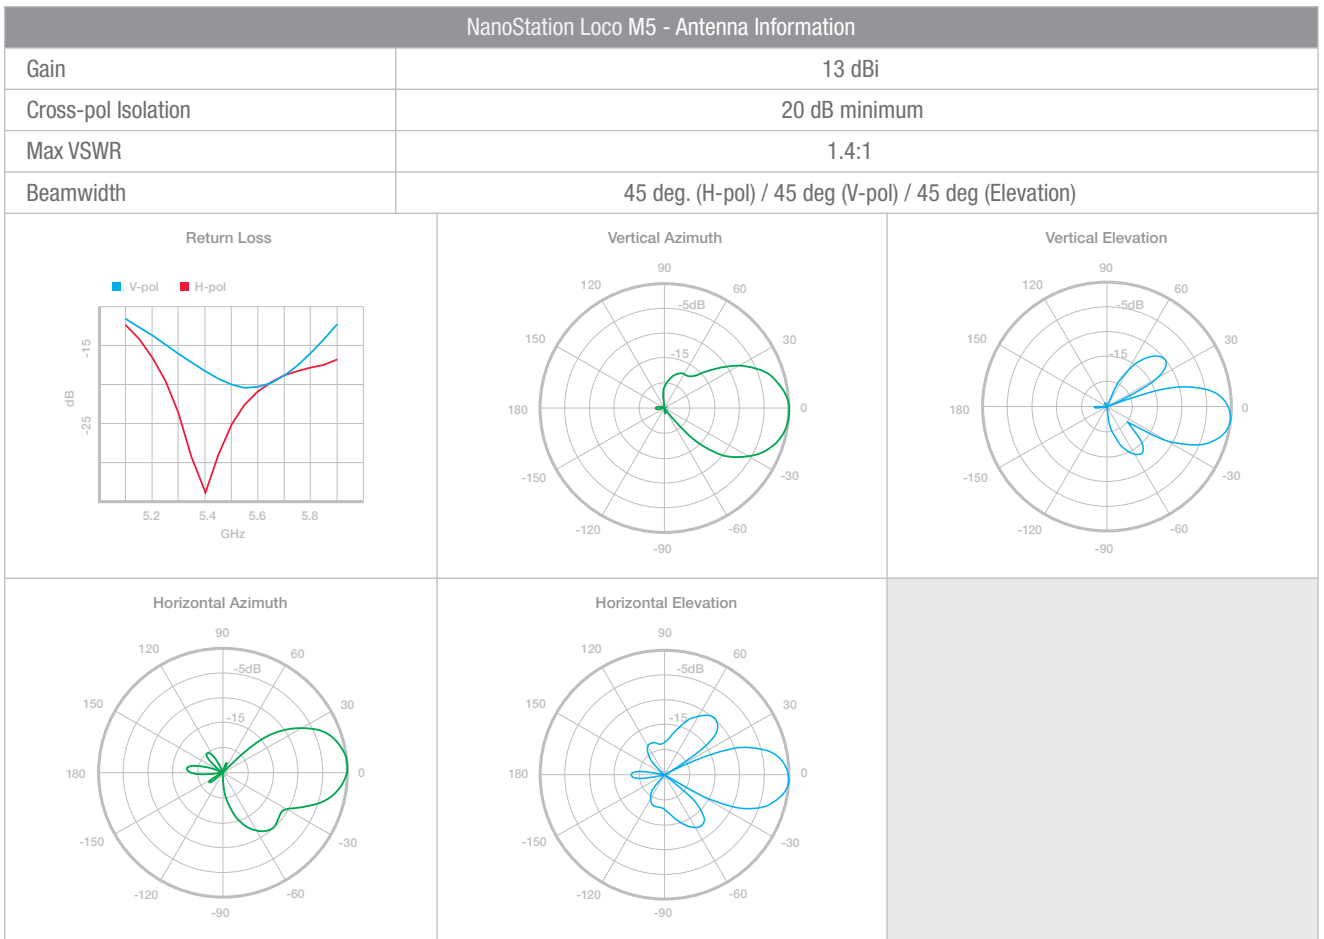 NanoStation Loco M5 - Antenna Information
Gain 13 dBi
Cross-pol Isolation 20 dB minimum
Max VSWR 1.4:1
Beamwidth 45 deg. (H-pol) / 45 deg (V-pol) / 45 deg (Elevation)
Return Loss
V-pol H-pol
-15
dB
-25
5.2 5.4 5.6 5.8
GHz
Vertical Azimuth
90
120 60
-5dB
150 30
-15
180 0
-150 -30
-120 -60
-90
Vertical Elevation
90
120 60
-5dB
150 30
-15
180 0
-150 -30
-120 -60
-90
Horizontal Azimuth
90
120 60
-5dB
150 30
-15
180 0
-150 -30
-120 -60
-90
Horizontal Elevation
90
120 60
-5dB
150 30
-15
180 0
-150 -30
-120 -60
-90